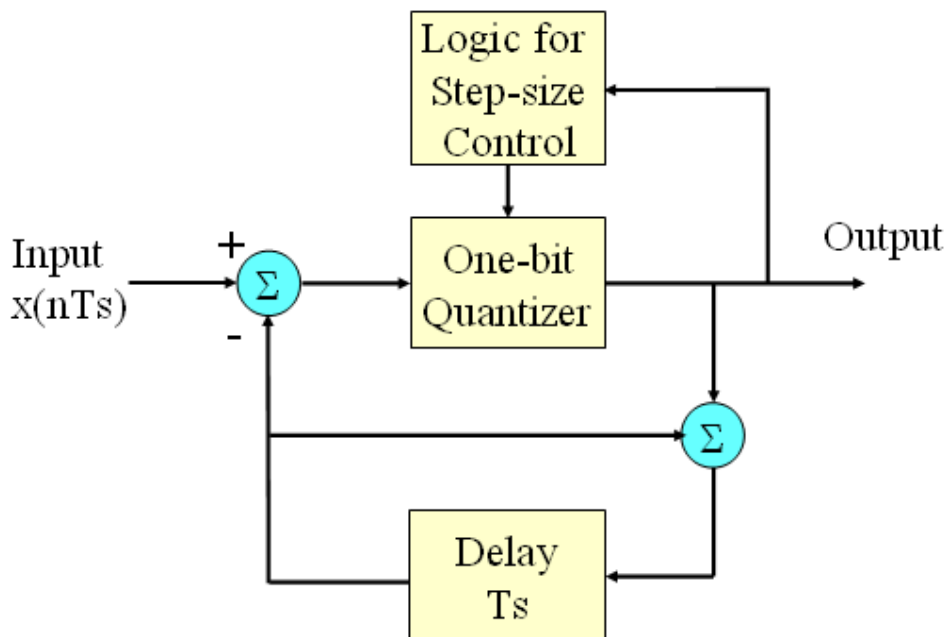 Logic for
Step-size
Control
+
Input
x(nTs)
Σ
-
One-bit
Quantizer
Output
Σ
Delay
Ts